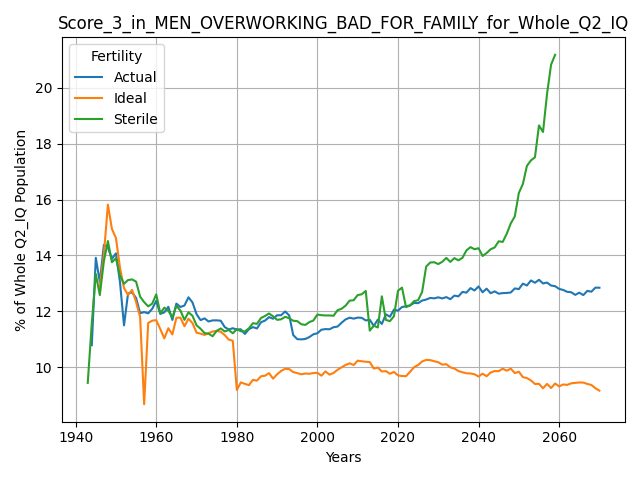 Score_3_in_MEN_OVERWORKING_BAD_FOR_FAMILY_for_Whole_Q2_IQ
Fertility
Actual
Ideal
Sterile
% of Whole Q2_IQ Population
20
18
16
14
12
10
1940
1960
1980
2000
2020
2040
2060
Years